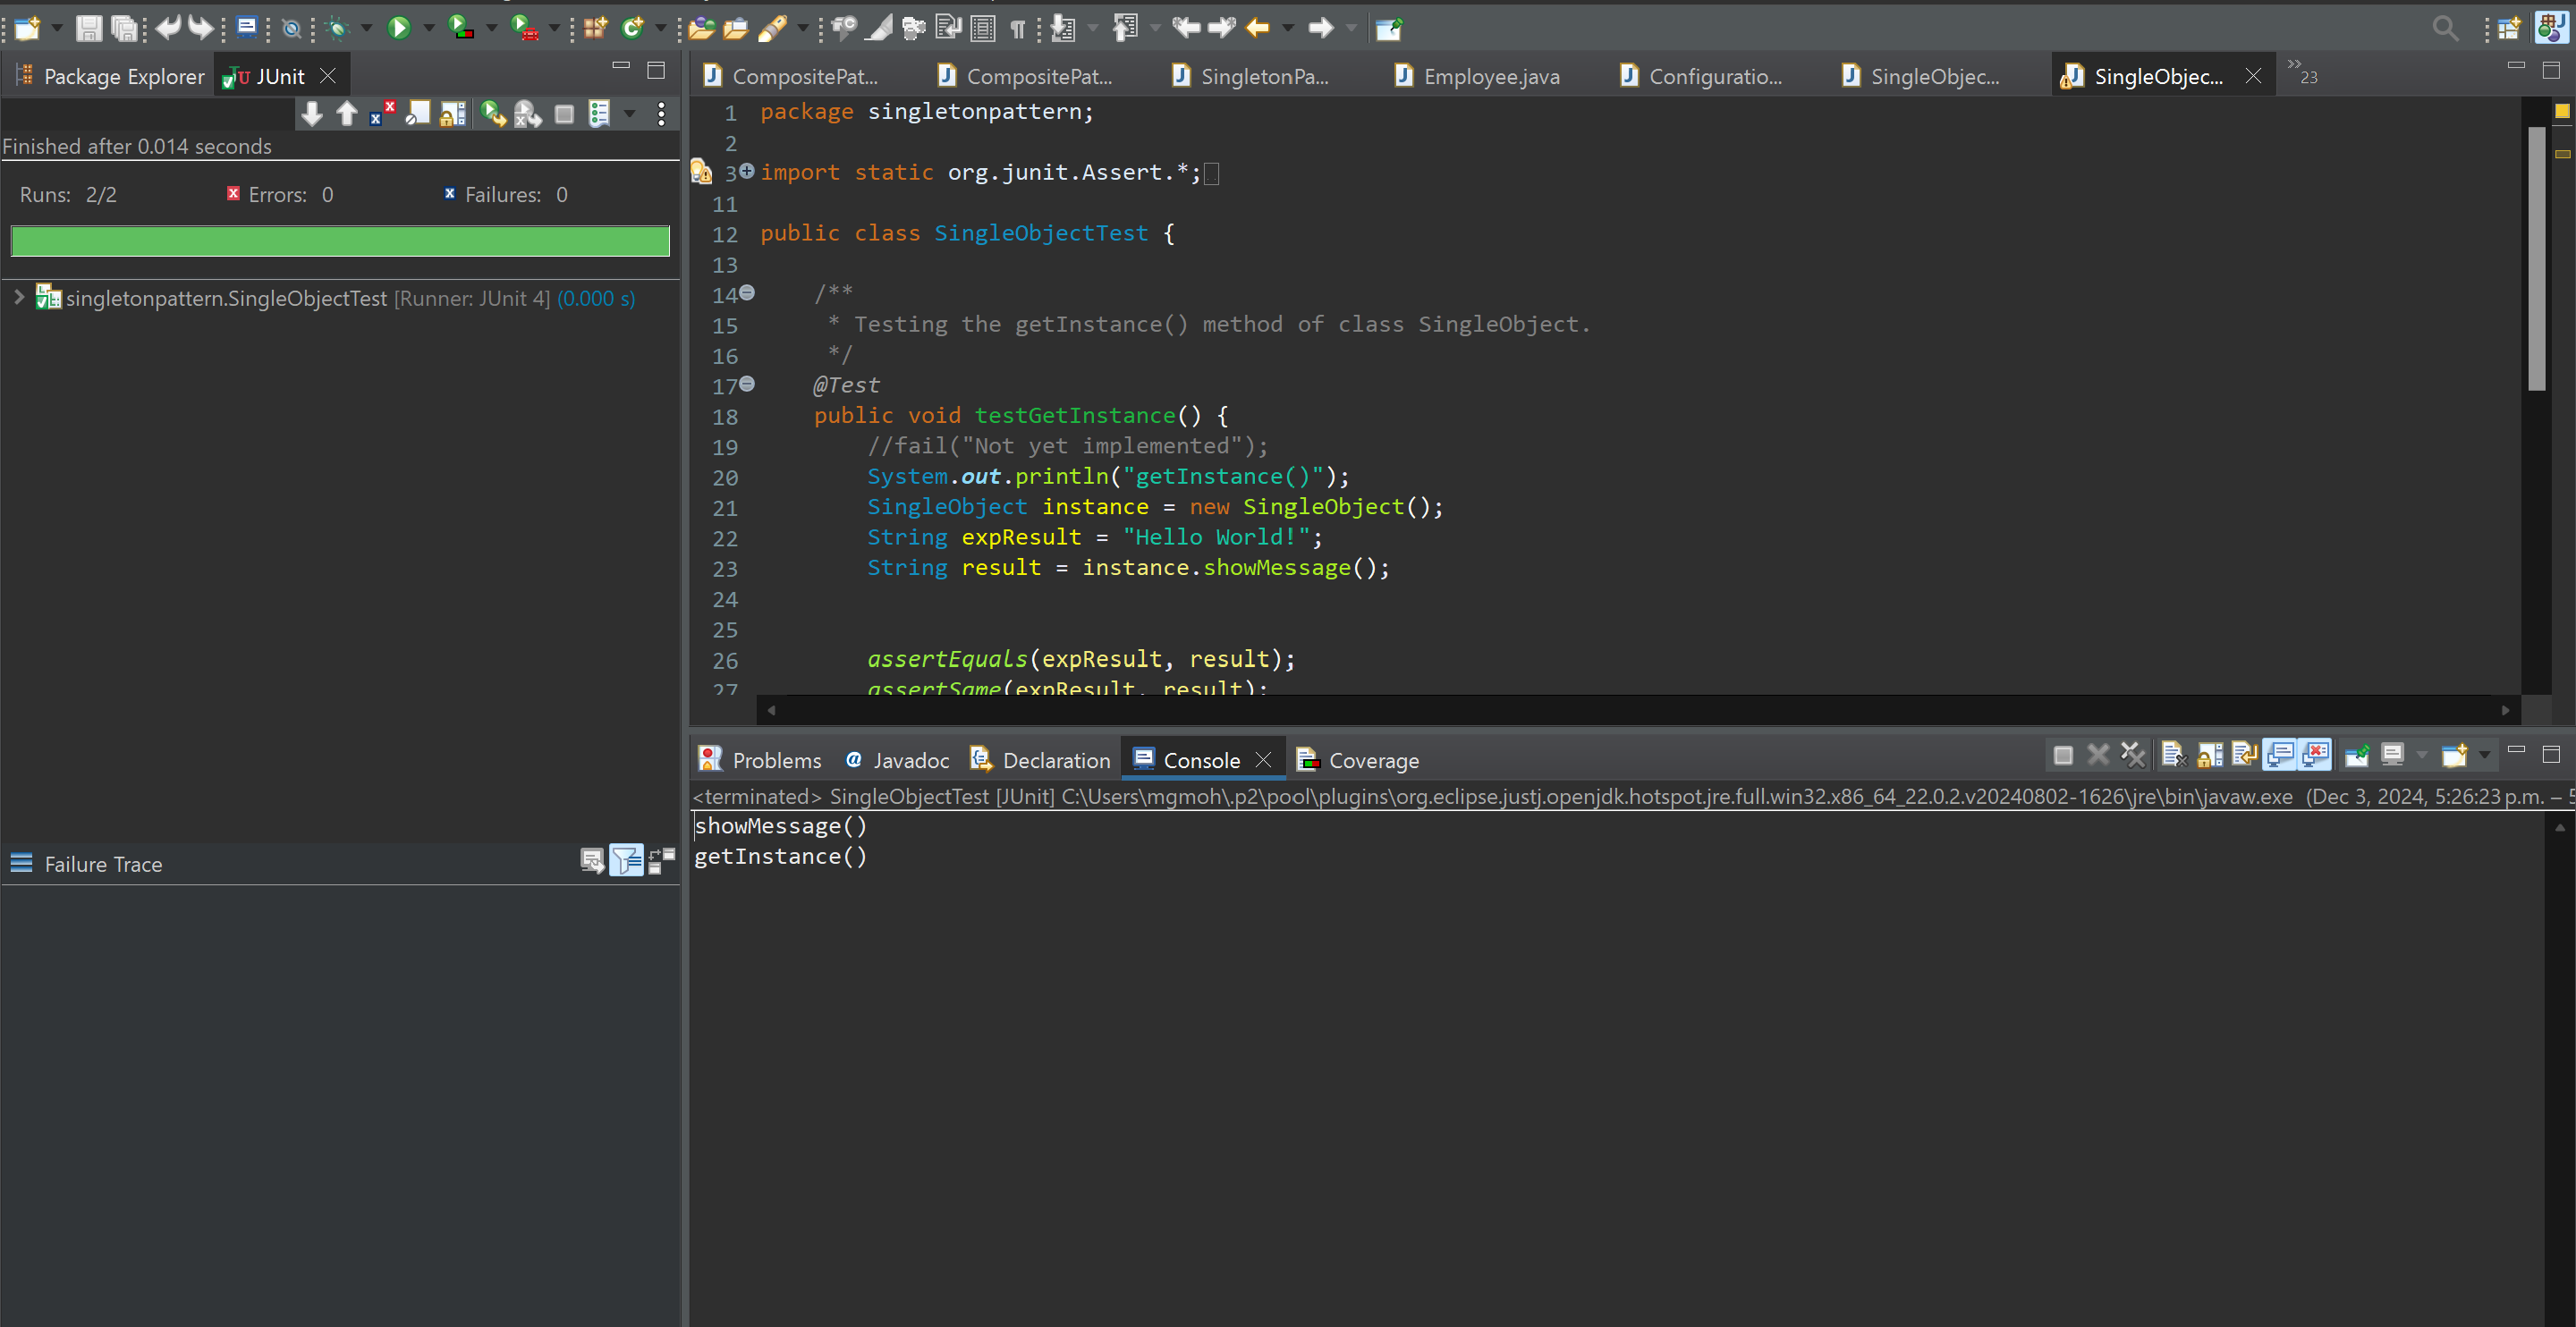 Package Explorer
JUnit
Finished after 0.014 seconds
Runs: 2/2 Errors: 0 Failures: 0
singletonpattern.SingleObjectTest [Runner: JUnit 4] (0.000 s)
Failure Trace
CompositePat... CompositePat... SingletonPa... Employee.java Configuratio... SingleObjec... SingleObjec... »23
1 package singletonpattern;
2
3 import static org.junit.Assert.*;
11
12 public class SingleObjectTest {
13
14 /**
15 * Testing the getInstance() method of class SingleObject.
16 */
17 @Test
18 public void testGetInstance() {
19 //fail("Not yet implemented");
20 System.out.println("getInstance()");
21 SingleObject instance = new SingleObject();
22 String expResult = "Hello World!";
23 String result = instance.showMessage();
24
25
26 assertEquals(expResult, result);
27 assertSame(expResult, result);
Problems Javadoc Declaration Console Coverage
<terminated> SingleObjectTest [JUnit] C:\Users\mgmoh\.p2\pool\plugins\org.eclipse.justj.openjdk.hotspot.jre.full.win32.x86_64_22.0.2.v20240802-1626\jre\bin\javaw.exe (Dec 3, 2024, 5:26:23 p.m. – 5
showMessage()
getInstance()